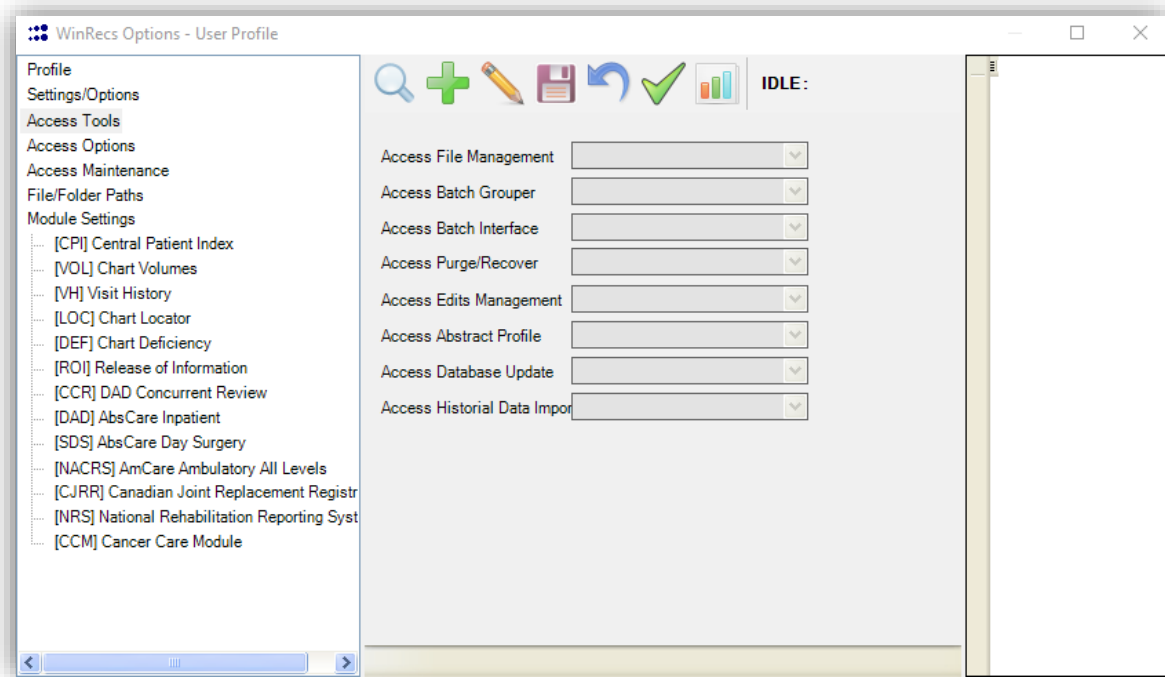 WinRecs Options - User Profile
Profile
Settings/Options
Access Tools
Access Options
Access Maintenance
File/Folder Paths
Module Settings
[CPI] Central Patient Index
[VOL] Chart Volumes
[VH] Visit History
[LOC] Chart Locator
[DEF] Chart Deficiency
[ROI] Release of Information
[CCR] DAD Concurrent Review
[DAD] AbsCare Inpatient
[SDS] AbsCare Day Surgery
[NACRS] AmCare Ambulatory All Levels
[CJRR] Canadian Joint Replacement Registr
[NRS] National Rehabilitation Reporting Syst
[CCM] Cancer Care Module
IDLE:
Access File Management
Access Batch Grouper
Access Batch Interface
Access Purge/Recover
Access Edits Management
Access Abstract Profile
Access Database Update
Access Historial Data Impor